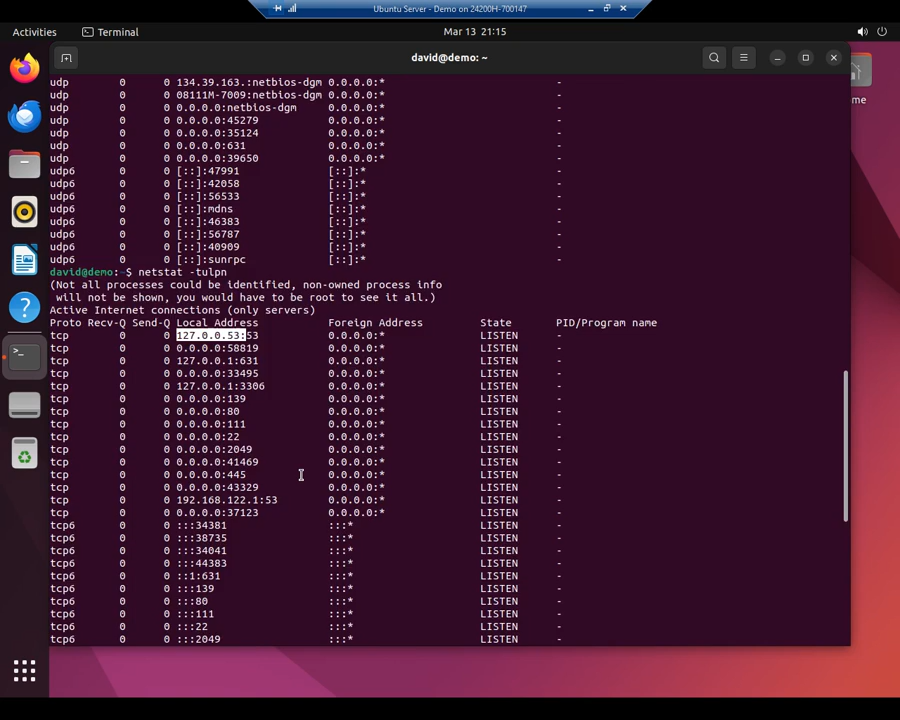 Ubuntu Server - Demo on 24200H-700147
Activities Terminal Mar 13 21:15
david@demo: ~
me
udp 0 0 134.39.163.:netbios-dgm 0.0.0.0:* -
udp 0 0 08111M-7009:netbios-dgm 0.0.0.0:* -
udp 0 0 0.0.0.0:netbios-dgm 0.0.0.0:* -
udp 0 0 0.0.0.0:45279 0.0.0.0:* -
udp 0 0 0.0.0.0:35124 0.0.0.0:* -
udp 0 0 0.0.0.0:631 0.0.0.0:* -
udp 0 0 0.0.0.0:39650 0.0.0.0:* -
udp6 0 0 [::]:47991 [::]:* -
udp6 0 0 [::]:42058 [::]:* -
udp6 0 0 [::]:56533 [::]:* -
udp6 0 0 [::]:mdns [::]:* -
udp6 0 0 [::]:46383 [::]:* -
udp6 0 0 [::]:56787 [::]:* -
udp6 0 0 [::]:40909 [::]:* -
udp6 0 0 [::]:sunrpc [::]:* -
david@demo:~$ netstat -tulpn
(Not all processes could be identified, non-owned process info
will not be shown, you would have to be root to see it all.)
Active Internet connections (only servers)
Proto Recv-Q Send-Q Local Address Foreign Address State PID/Program name
tcp 0 0 127.0.0.53:53 0.0.0.0:* LISTEN -
tcp 0 0 0.0.0.0:58819 0.0.0.0:* LISTEN -
tcp 0 0 127.0.0.1:631 0.0.0.0:* LISTEN -
tcp 0 0 0.0.0.0:33495 0.0.0.0:* LISTEN -
tcp 0 0 127.0.0.1:3306 0.0.0.0:* LISTEN -
tcp 0 0 0.0.0.0:139 0.0.0.0:* LISTEN -
tcp 0 0 0.0.0.0:80 0.0.0.0:* LISTEN -
tcp 0 0 0.0.0.0:111 0.0.0.0:* LISTEN -
tcp 0 0 0.0.0.0:22 0.0.0.0:* LISTEN -
tcp 0 0 0.0.0.0:2049 0.0.0.0:* LISTEN -
tcp 0 0 0.0.0.0:41469 0.0.0.0:* LISTEN -
tcp 0 0 0.0.0.0:445 0.0.0.0:* LISTEN -
tcp 0 0 0.0.0.0:43329 0.0.0.0:* LISTEN -
tcp 0 0 192.168.122.1:53 0.0.0.0:* LISTEN -
tcp 0 0 0.0.0.0:37123 0.0.0.0:* LISTEN -
tcp6 0 0 :::34381 :::* LISTEN -
tcp6 0 0 :::38735 :::* LISTEN -
tcp6 0 0 :::34041 :::* LISTEN -
tcp6 0 0 :::44383 :::* LISTEN -
tcp6 0 0 ::1:631 :::* LISTEN -
tcp6 0 0 :::139 :::* LISTEN -
tcp6 0 0 :::80 :::* LISTEN -
tcp6 0 0 :::111 :::* LISTEN -
tcp6 0 0 :::22 :::* LISTEN -
tcp6 0 0 :::2049 :::* LISTEN -